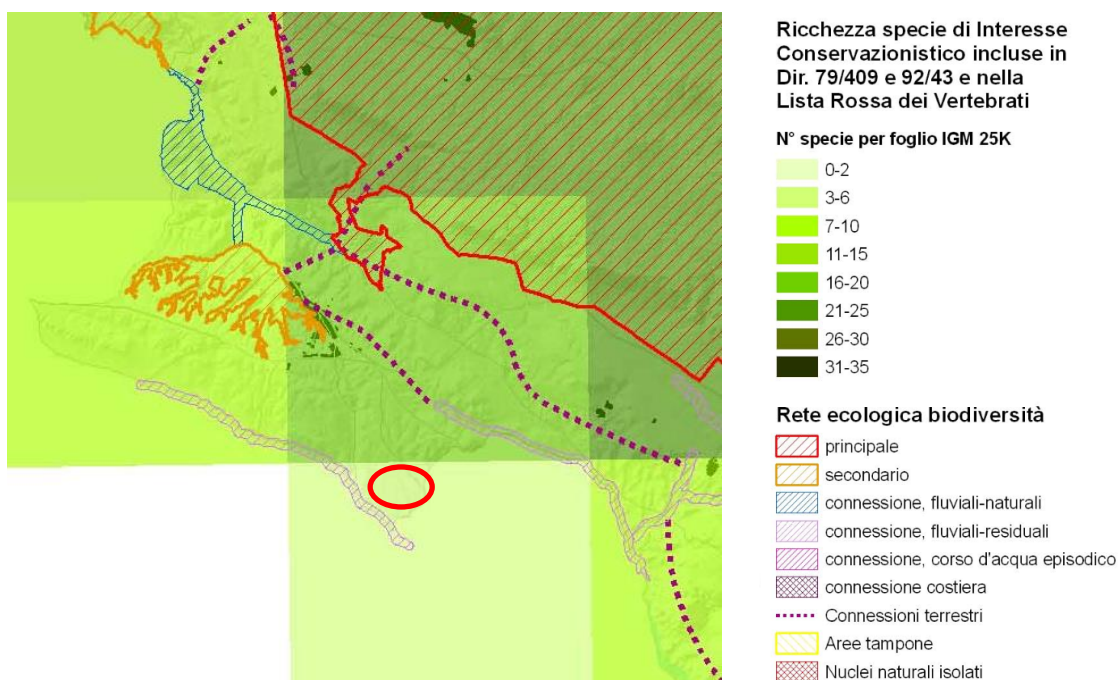 Ricchezza specie di Interesse
Conservazionistico incluse in
Dir. 79/409 e 92/43 e nella
Lista Rossa dei Vertebrati
N° specie per foglio IGM 25K
0-2
3-6
7-10
11-15
16-20
21-25
26-30
31-35
Rete ecologica biodiversità
principale
secondario
connessione, fluviali-naturali
connessione, fluviali-residuali
connessione, corso d'acqua episodico
connessione costiera
Connessioni terrestri
Aree tampone
Nuclei naturali isolati